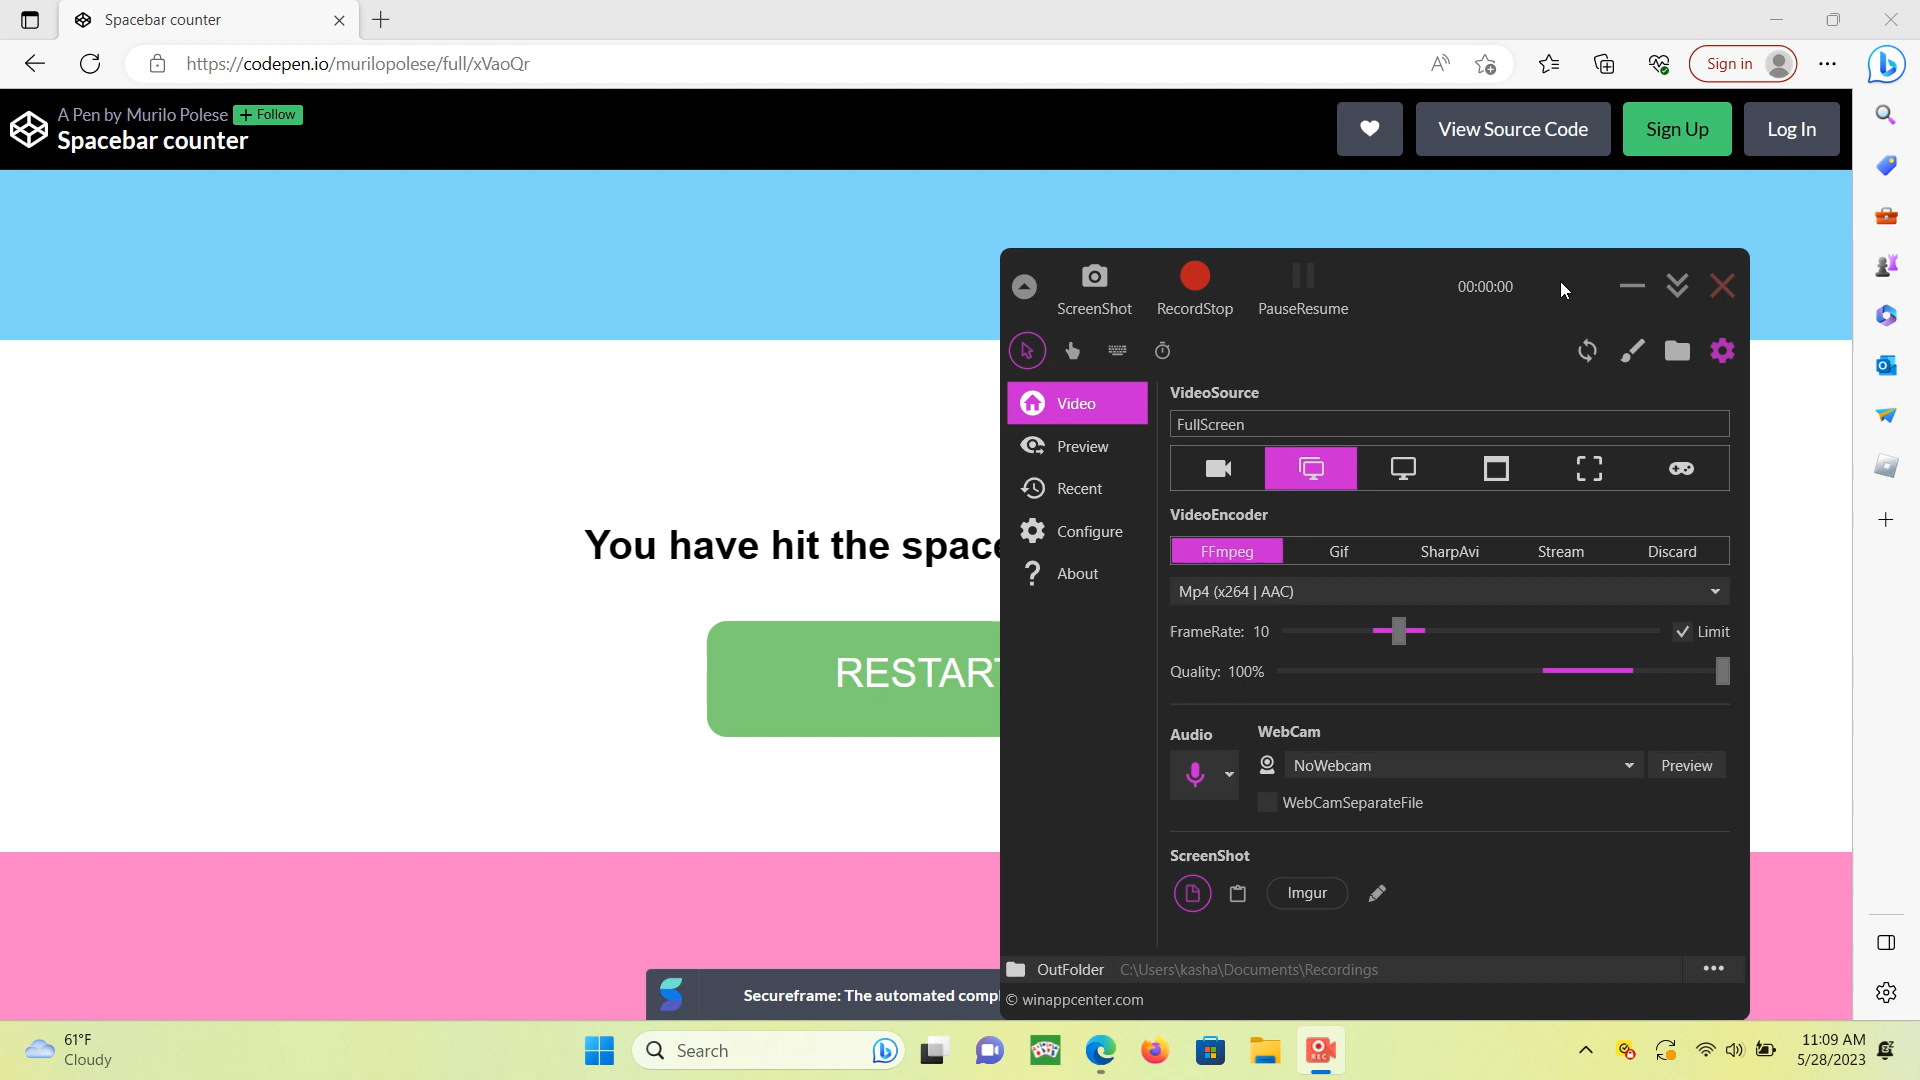 Spacebar counter
https://codepen.io/murilopolese/full/xVaoQr
Sign in
A Pen by Murilo Polese + Follow
Spacebar counter
View Source Code
Sign Up
Log In
ScreenShot
RecordStop
PauseResume
00:00:00
Video
Preview
Recent
Configure
About
VideoSource
FullScreen
VideoEncoder
FFmpeg
Gif
SharpAvi
Stream
Discard
Mp4 (x264 | AAC)
FrameRate: 10
Limit
Quality: 100%
Audio
WebCam
NoWebcam
Preview
WebCamSeparateFile
ScreenShot
Imgur
OutFolder C:\Users\kasha\Documents\Recordings
© winappcenter.com
You have hit the space
RESTART
Secureframe: The automated compl
61°F
Cloudy
Search
REC
11:09 AM
5/28/2023